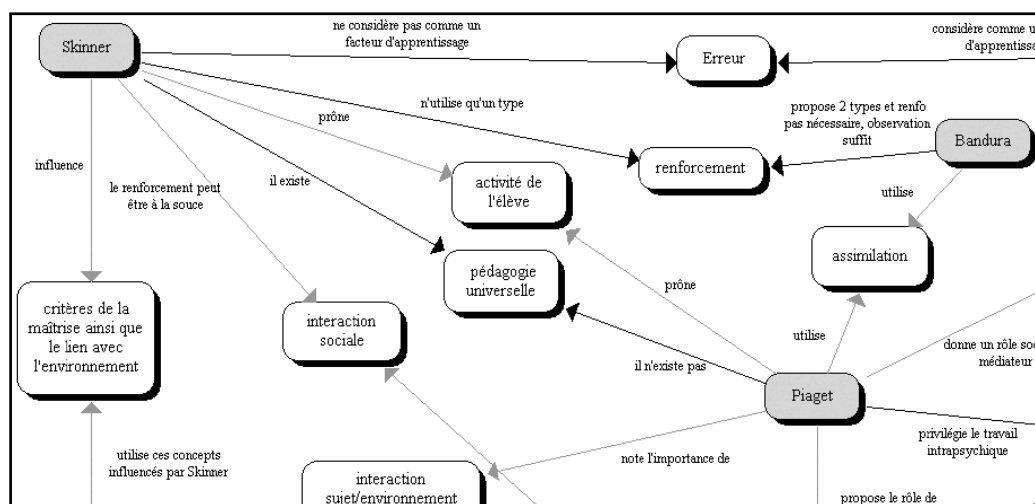 ne considère pas comme un
facteur d'apprentissage
considère comme u
d'apprentissa
Skinner
Erreur
n'utilise qu'un type
propose 2 types et renfo
pas nécessaire, observation
suffit
prône
Bandura
influence
renforcement
il existe
le renforcement peut
être à la souce
activité de
l'élève
utilise
assimilation
pédagogie
universelle
prône
critères de la
maîtrise ainsi que
le lien avec
l'environnement
interaction
sociale
utilise
donne un rôle soc
médiateur
il n'existe pas
Piaget
privilégie le travail
intrapsychique
utilise ces concepts
influencés par Skinner
note l'importance de
interaction
sujet/environnement
propose le rôle de